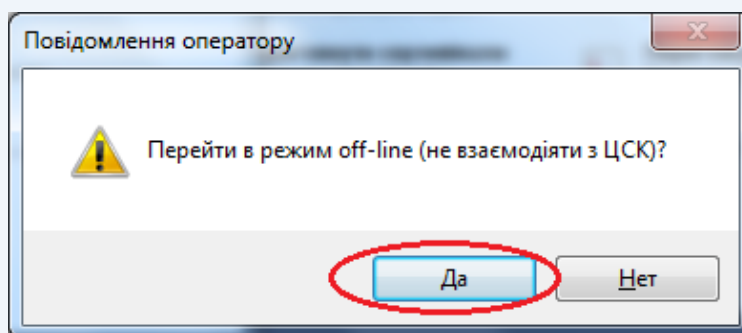 Повідомлення оператору
Перейти в режим off-line (не взаємодіяти з ЦСК)?
Да
Нет